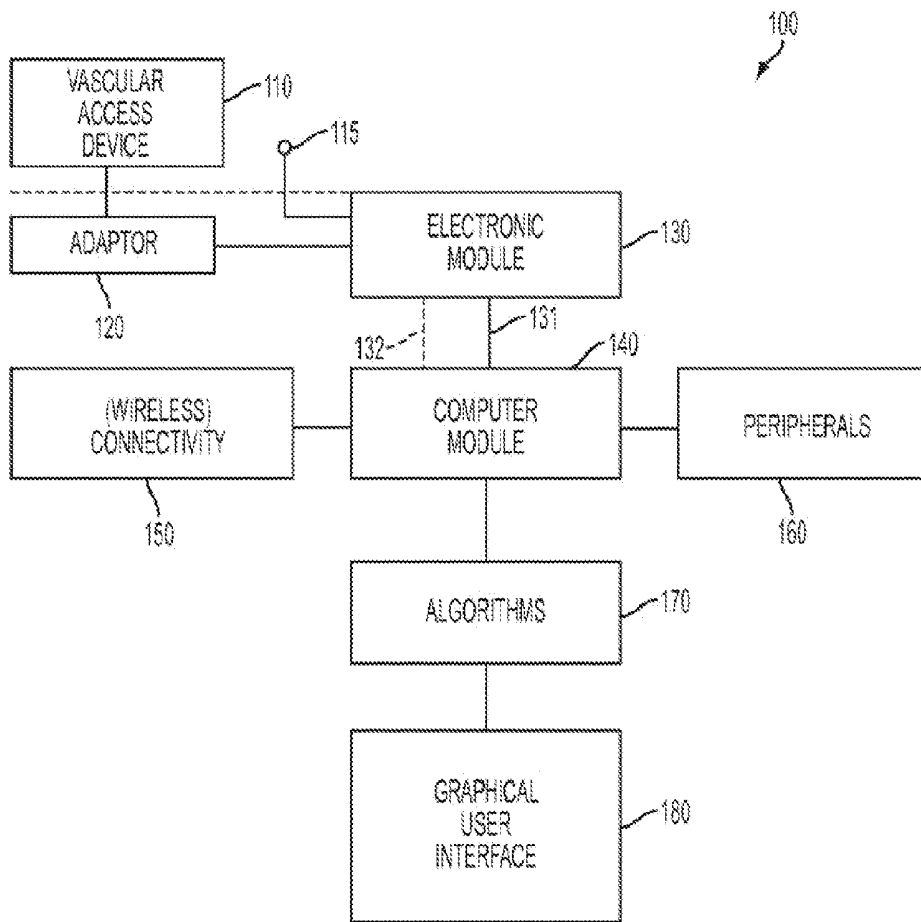 100
VASCULAR
ACCESS
DEVICE
110
115
ADAPTOR
120
ELECTRONIC
MODULE
130
132
131
140
(WIRELESS)
CONNECTIVITY
150
COMPUTER
MODULE
PERIPHERALS
160
ALGORITHMS
170
GRAPHICAL
USER
INTERFACE
180